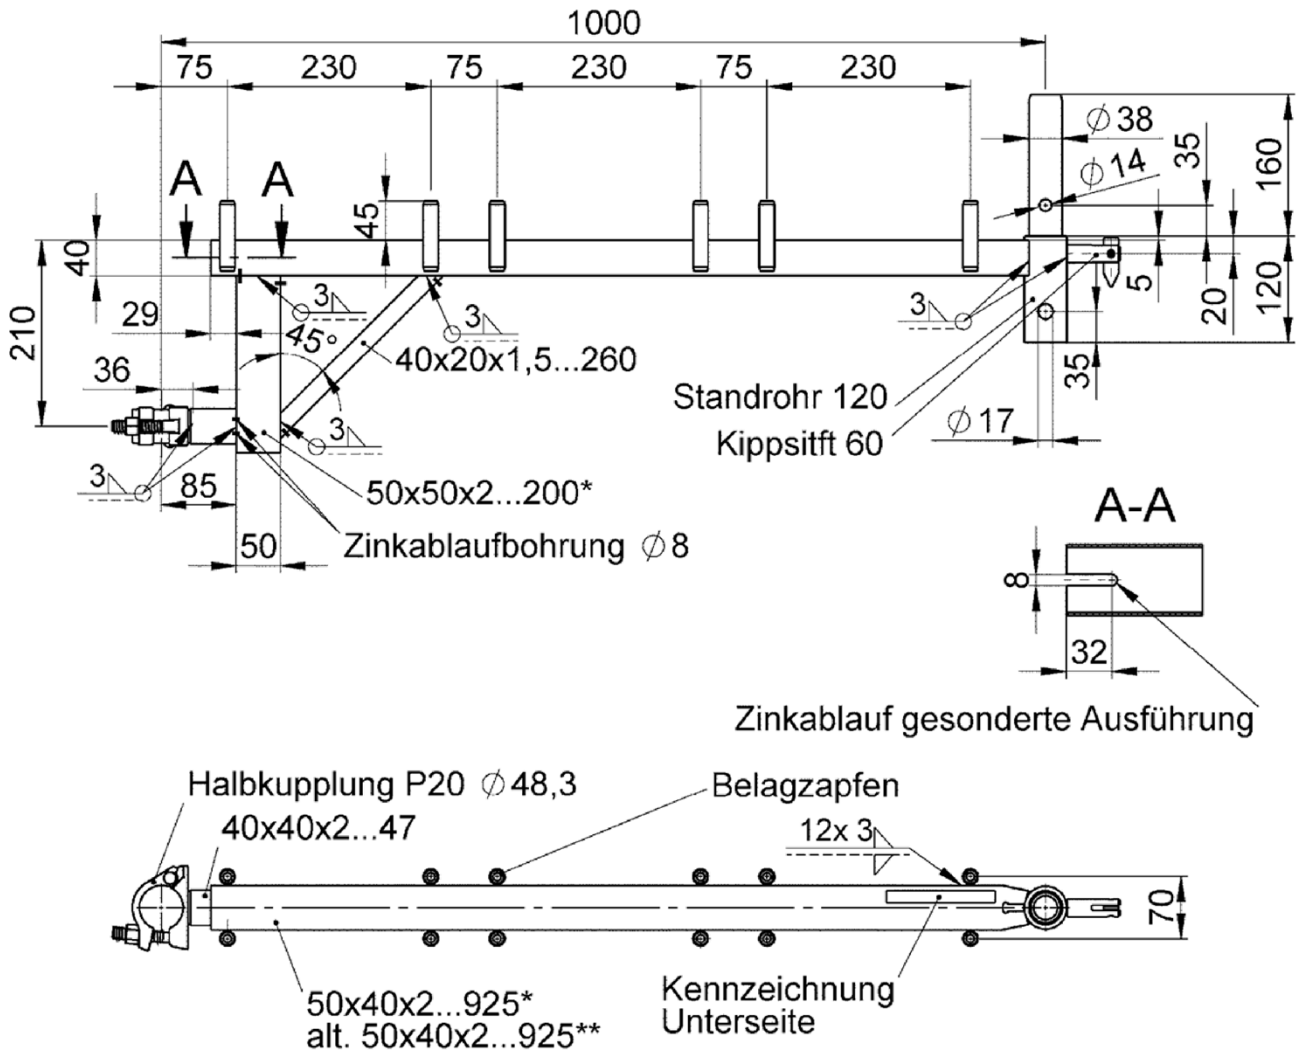 1000
75 230 75 230 75 230
⌀38
⌀14
35
160
A A
45
40
210
29
3
45°
3
40x20x1,5...260
3
5
20
120
36
Standrohr 120
35
Kippsitft 60
⌀17
3
3
85
50x50x2...200*
50
Zinkablaufbohrung ⌀8
A-A
8
32
Zinkablauf gesonderte Ausführung
Halbkupplung P20 ⌀48,3
40x40x2...47
Belagzapfen
12x 3
70
50x40x2...925*
alt. 50x40x2...925**
Kennzeichnung
Unterseite